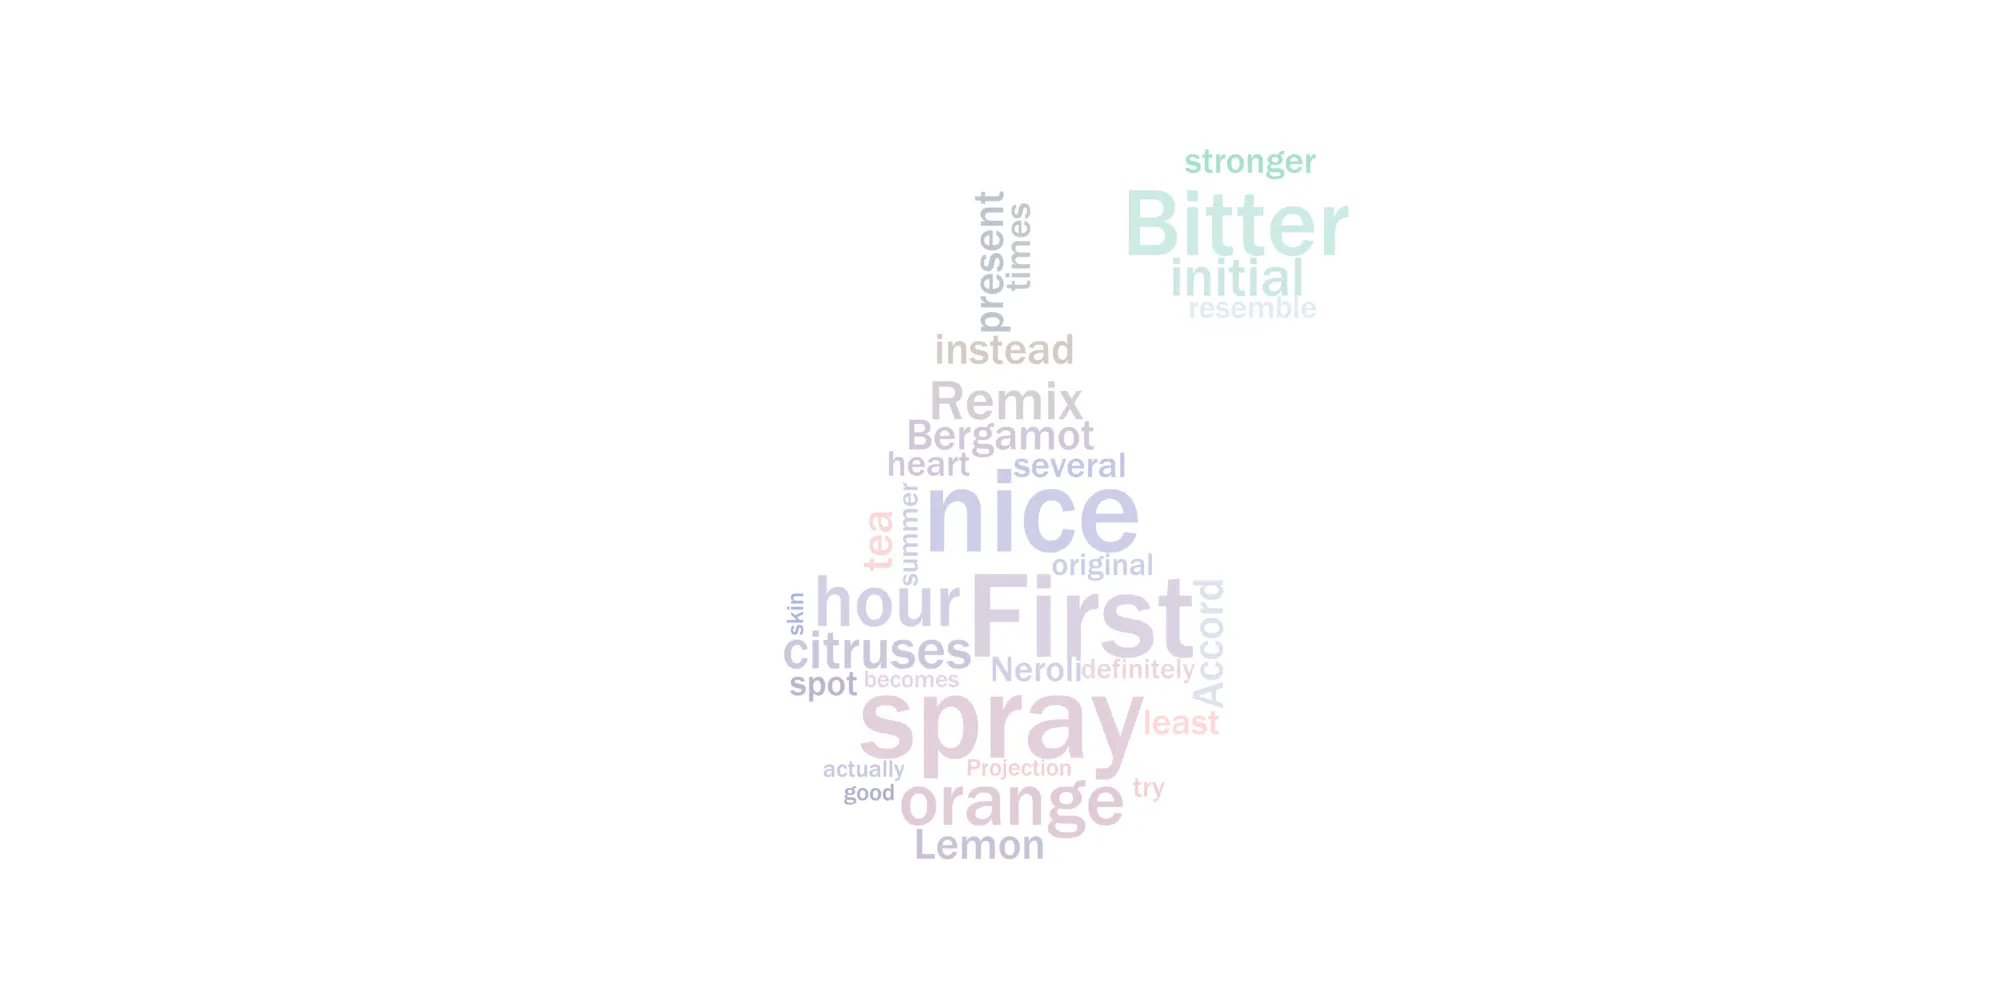 stronger
Bitter
initial
resemble
present
times
instead
Remix
Bergamot
heart
several
nice
summer
tea
original
hour
First
Accord
skin
citruses
Neroli
definitely
spot
becomes
spray
least
actually
Projection
good
orange
try
Lemon